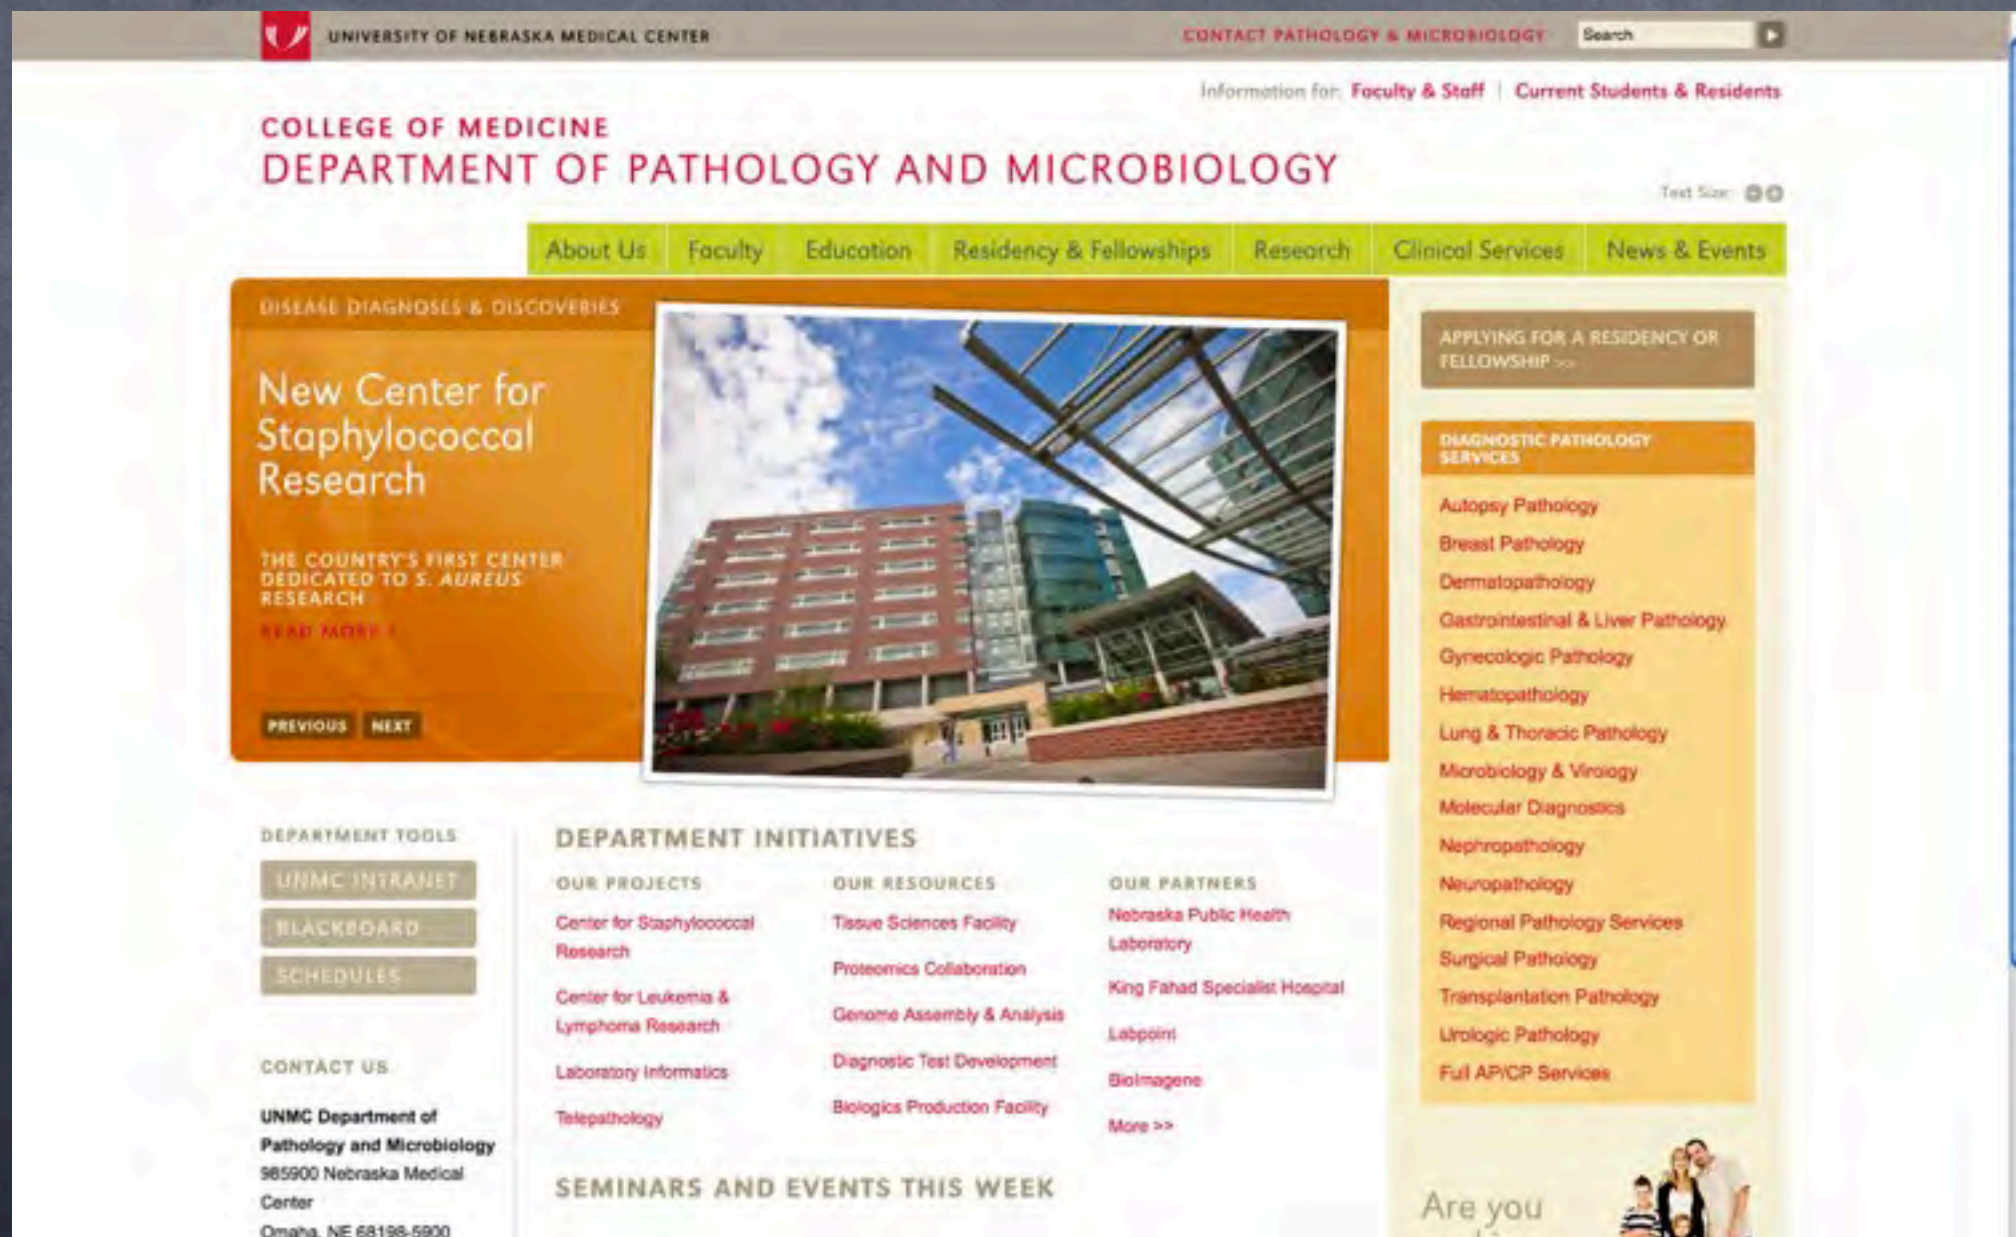 UNIVERSITY OF NEBRASKA MEDICAL CENTER
CONTACT PATHOLOGY & MICROBIOLOGY
Search
Information for: Faculty & Staff | Current Students & Residents
COLLEGE OF MEDICINE
DEPARTMENT OF PATHOLOGY AND MICROBIOLOGY
Text Size:
About Us Faculty Education Residency & Fellowships Research Clinical Services News & Events
DISEASE DIAGNOSES & DISCOVERIES
New Center for
Staphylococcal
Research
THE COUNTRY'S FIRST CENTER
DEDICATED TO S. AUREUS
RESEARCH
READ MORE >
PREVIOUS NEXT
APPLYING FOR A RESIDENCY OR
FELLOWSHIP >>
DIAGNOSTIC PATHOLOGY
SERVICES
Autopsy Pathology
Breast Pathology
Dermatopathology
Gastrointestinal & Liver Pathology
Gynecologic Pathology
Hematopathology
Lung & Thoracic Pathology
Microbiology & Virology
Molecular Diagnostics
Nephropathology
Neuropathology
Regional Pathology Services
Surgical Pathology
Transplantation Pathology
Urologic Pathology
Full AP/CP Services
DEPARTMENT TOOLS
UNMC INTRANET
BLACKBOARD
SCHEDULES
CONTACT US
UNMC Department of
Pathology and Microbiology
985900 Nebraska Medical
Center
Omaha, NE 68198-5900
DEPARTMENT INITIATIVES
OUR PROJECTS
Center for Staphylococcal
Research
Center for Leukemia &
Lymphoma Research
Laboratory Informatics
Telepathology
OUR RESOURCES
Tissue Sciences Facility
Proteomics Collaboration
Genome Assembly & Analysis
Diagnostic Test Development
Biologics Production Facility
OUR PARTNERS
Nebraska Public Health
Laboratory
King Fahad Specialist Hospital
Labpoint
BioImagene
More >>
SEMINARS AND EVENTS THIS WEEK
Are you